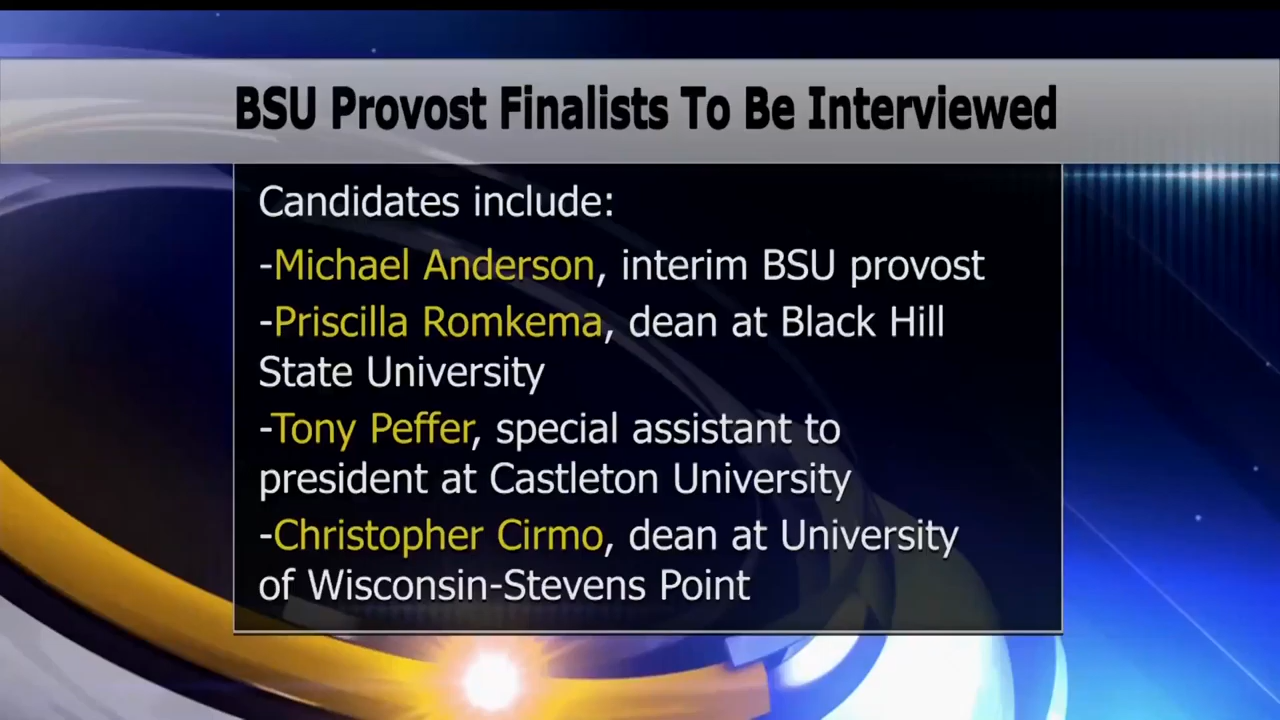 BSU Provost Finalists To Be Interviewed
Candidates include:
-Michael Anderson, interim BSU provost
-Priscilla Romkema, dean at Black Hill
State University
-Tony Peffer, special assistant to
president at Castleton University
-Christopher Cirmo, dean at University
of Wisconsin-Stevens Point